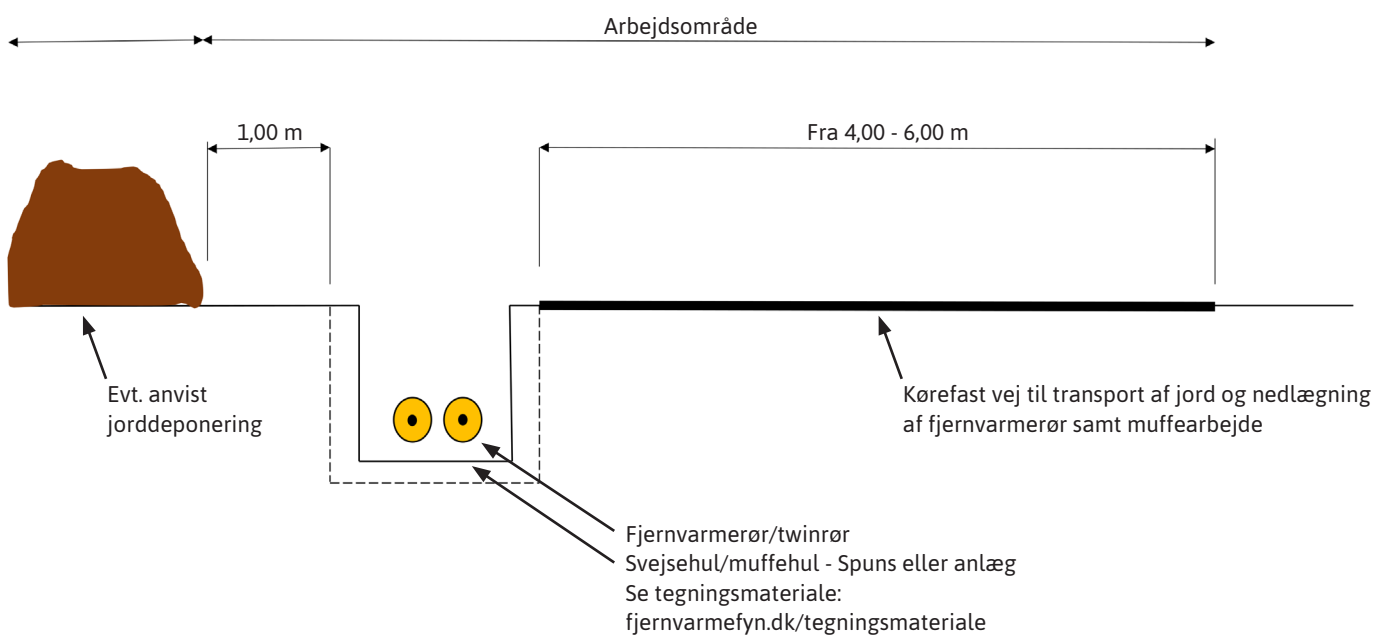 Arbejdsområde
1,00 m
Fra 4,00 - 6,00 m
Evt. anvist
jorddeponering
Kørefast vej til transport af jord og nedlægning
af fjernvarmerør samt muffearbejde
Fjernvarmerør/twinrør
Svejsehul/muffehul - Spuns eller anlæg
Se tegningsmateriale:
fjernvarmefyn.dk/tegningsmateriale